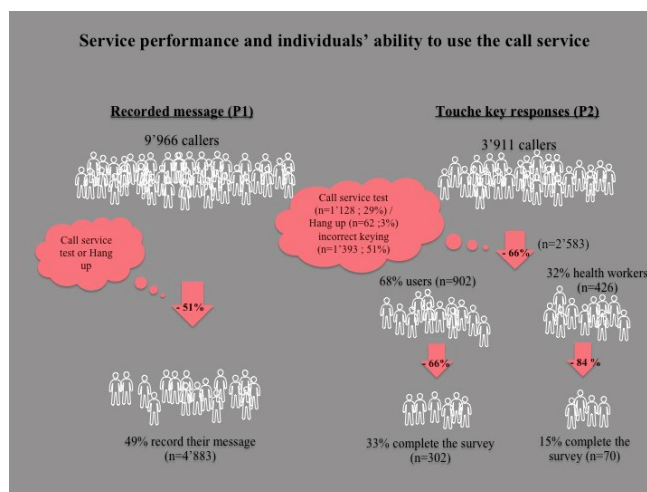 Service performance and individuals’ ability to use the call service
Recorded message (P1)
9’966 callers
Call service
test or Hang
up
- 51%
49% record their message
(n=4’883)
Touche key responses (P2)
3’911 callers
Call service test
(n=1’128 ; 29%) /
Hang up (n=62 ;3%)
incorrect keying
(n=1’393 ; 51%)
- 66%
(n=2’583)
68% users (n=902)
32% health workers
(n=426)
- 66%
- 84 %
33% complete the survey
(n=302)
15% complete the
survey (n=70)